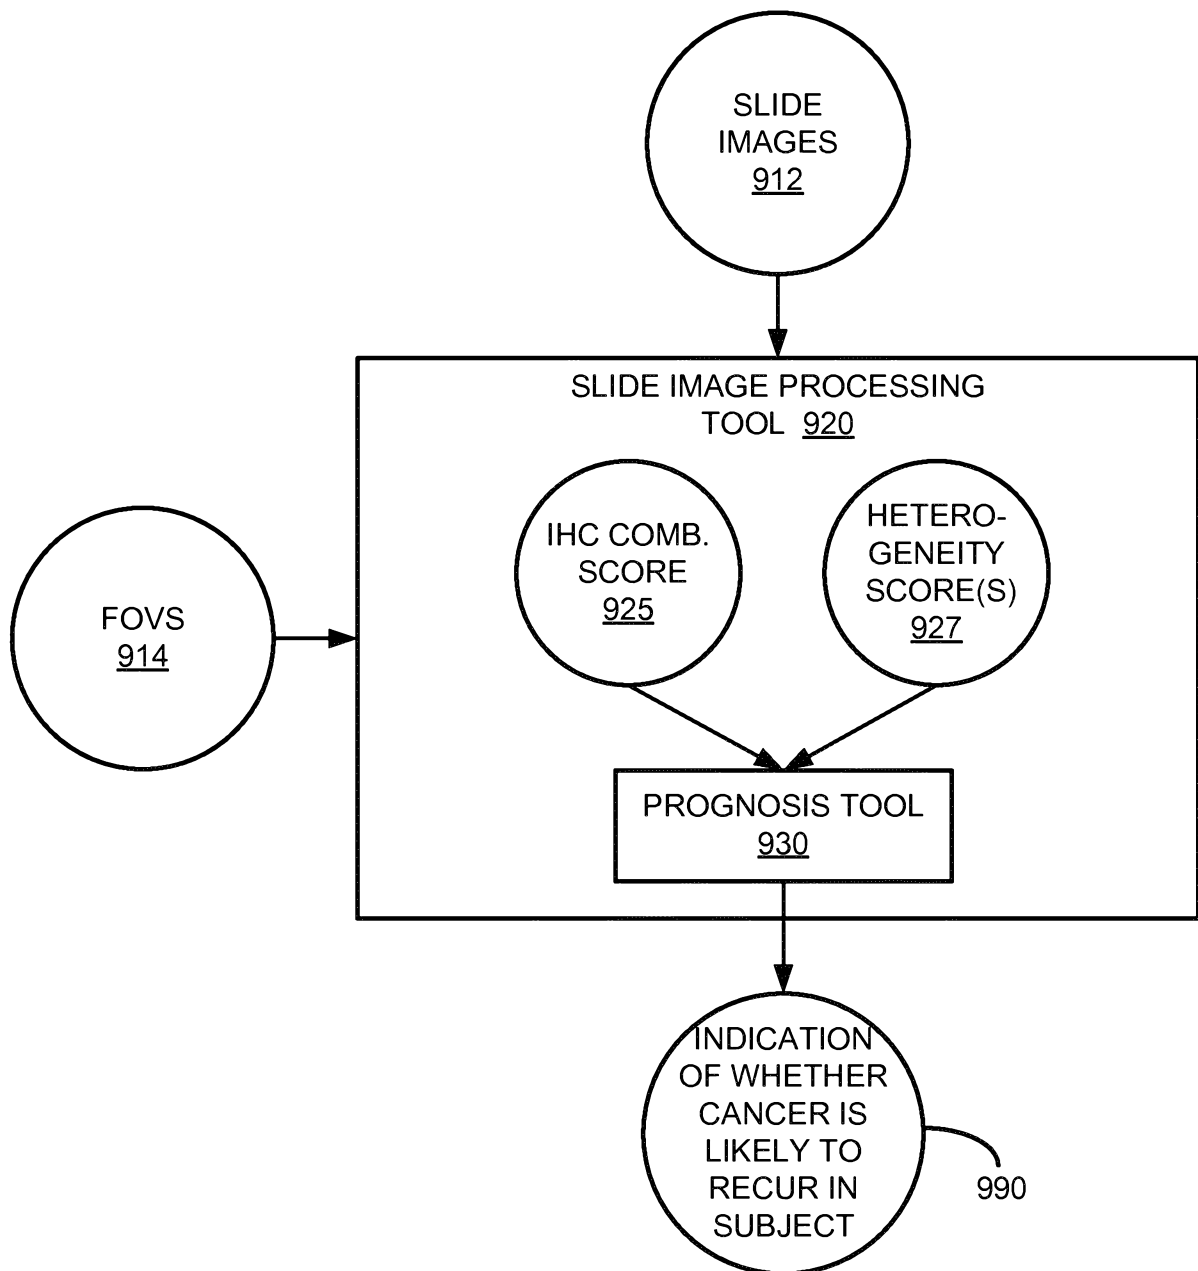 SLIDE
IMAGES
912
SLIDE IMAGE PROCESSING
TOOL 920
IHC COMB.
SCORE
925
HETERO-
GENEITY
SCORE(S)
927
FOVS
914
PROGNOSIS TOOL
930
INDICATION
OF WHETHER
CANCER IS
LIKELY TO
RECUR IN
SUBJECT
990